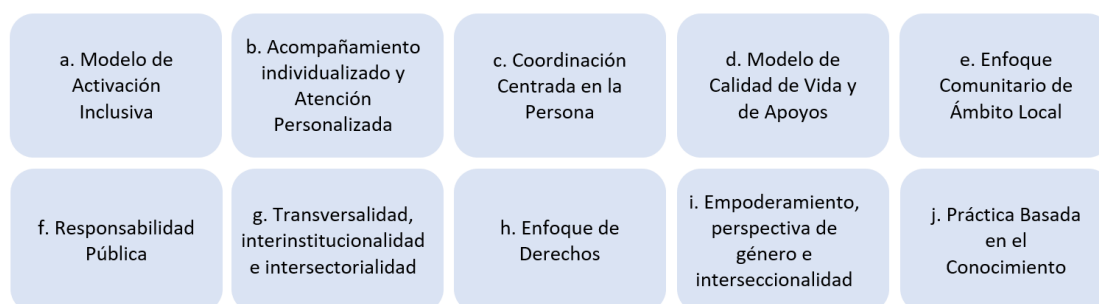 a. Modelo de
Activación
Inclusiva
b. Acompañamiento
individualizado y
Atención
Personalizada
c. Coordinación
Centrada en la
Persona
d. Modelo de
Calidad de Vida y
de Apoyos
e. Enfoque
Comunitario de
Ámbito Local
f. Responsabilidad
Pública
g. Transversalidad,
interinstitucionalidad
e intersectorialidad
h. Enfoque de
Derechos
i. Empoderamiento,
perspectiva de
género e
interseccionalidad
j. Práctica Basada
en el
Conocimiento